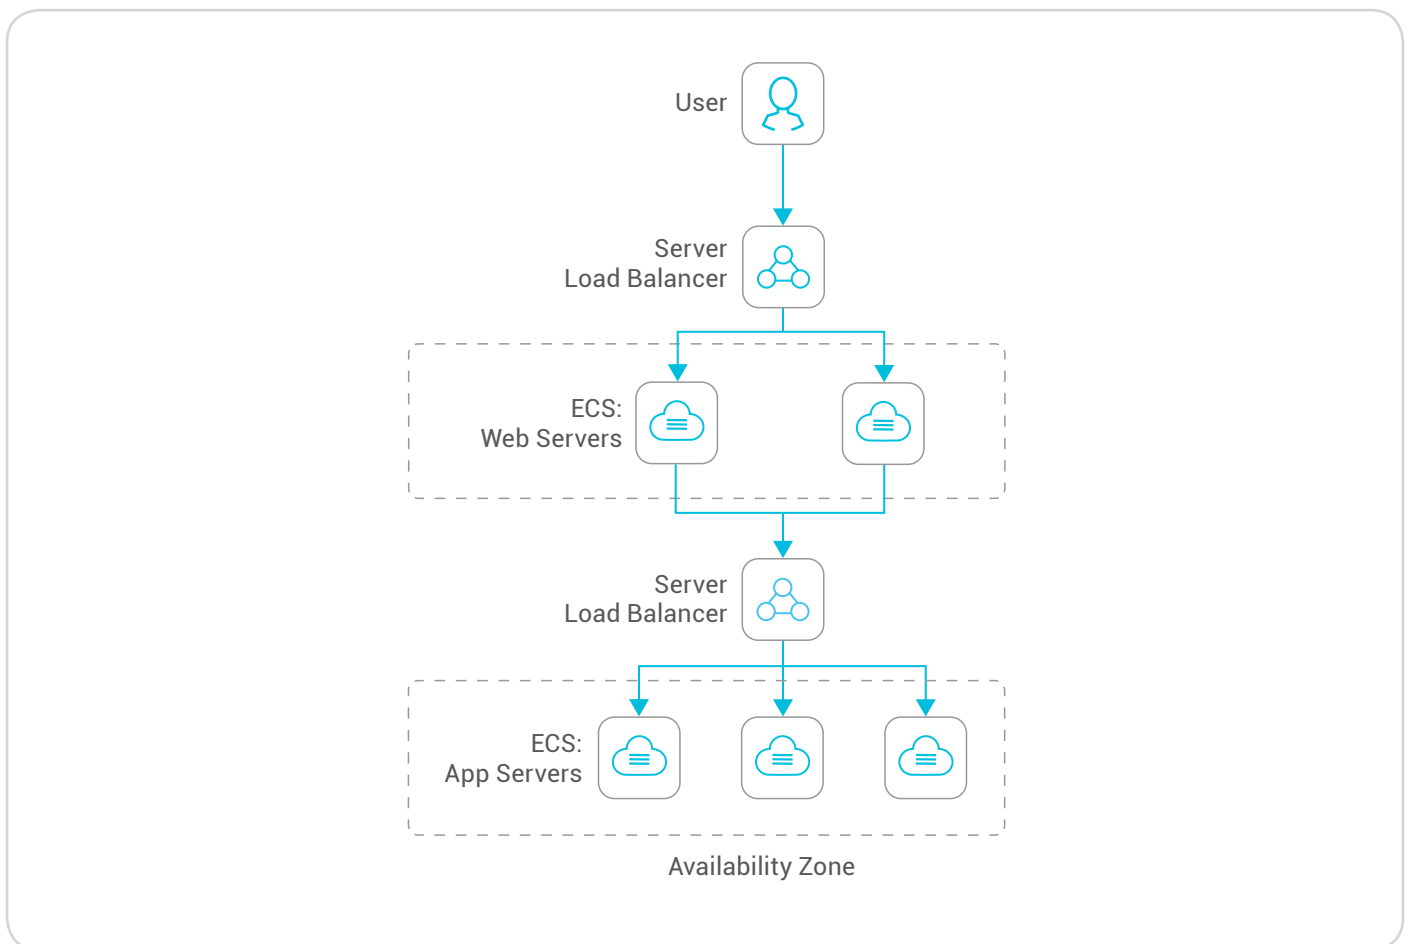 User
Server
Load Balancer
ECS:
Web Servers
Server
Load Balancer
ECS:
App Servers
Availability Zone